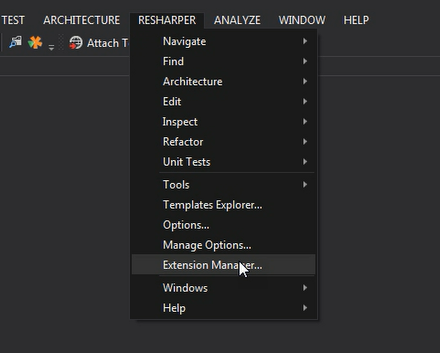 TEST ARCHITECTURE RESHARPER ANALYZE WINDOW HELP
Attach T
Navigate
Find
Architecture
Edit
Inspect
Refactor
Unit Tests
Tools
Templates Explorer...
Options...
Manage Options...
Extension Manager...
Windows
Help